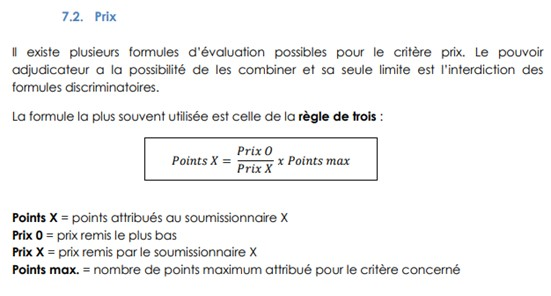 7.2. Prix
Il existe plusieurs formules d'évaluation possibles pour le critère prix. Le pouvoir
adjudicateur a la possibilité de les combiner et sa seule limite est l'interdiction des
formules discriminatoires.
La formule la plus souvent utilisée est celle de la règle de trois :
Points X = Prix 0 / Prix X x Points max
Points X = points attribués au soumissionnaire X
Prix 0 = prix remis le plus bas
Prix X = prix remis par le soumissionnaire X
Points max. = nombre de points maximum attribué pour le critère concerné